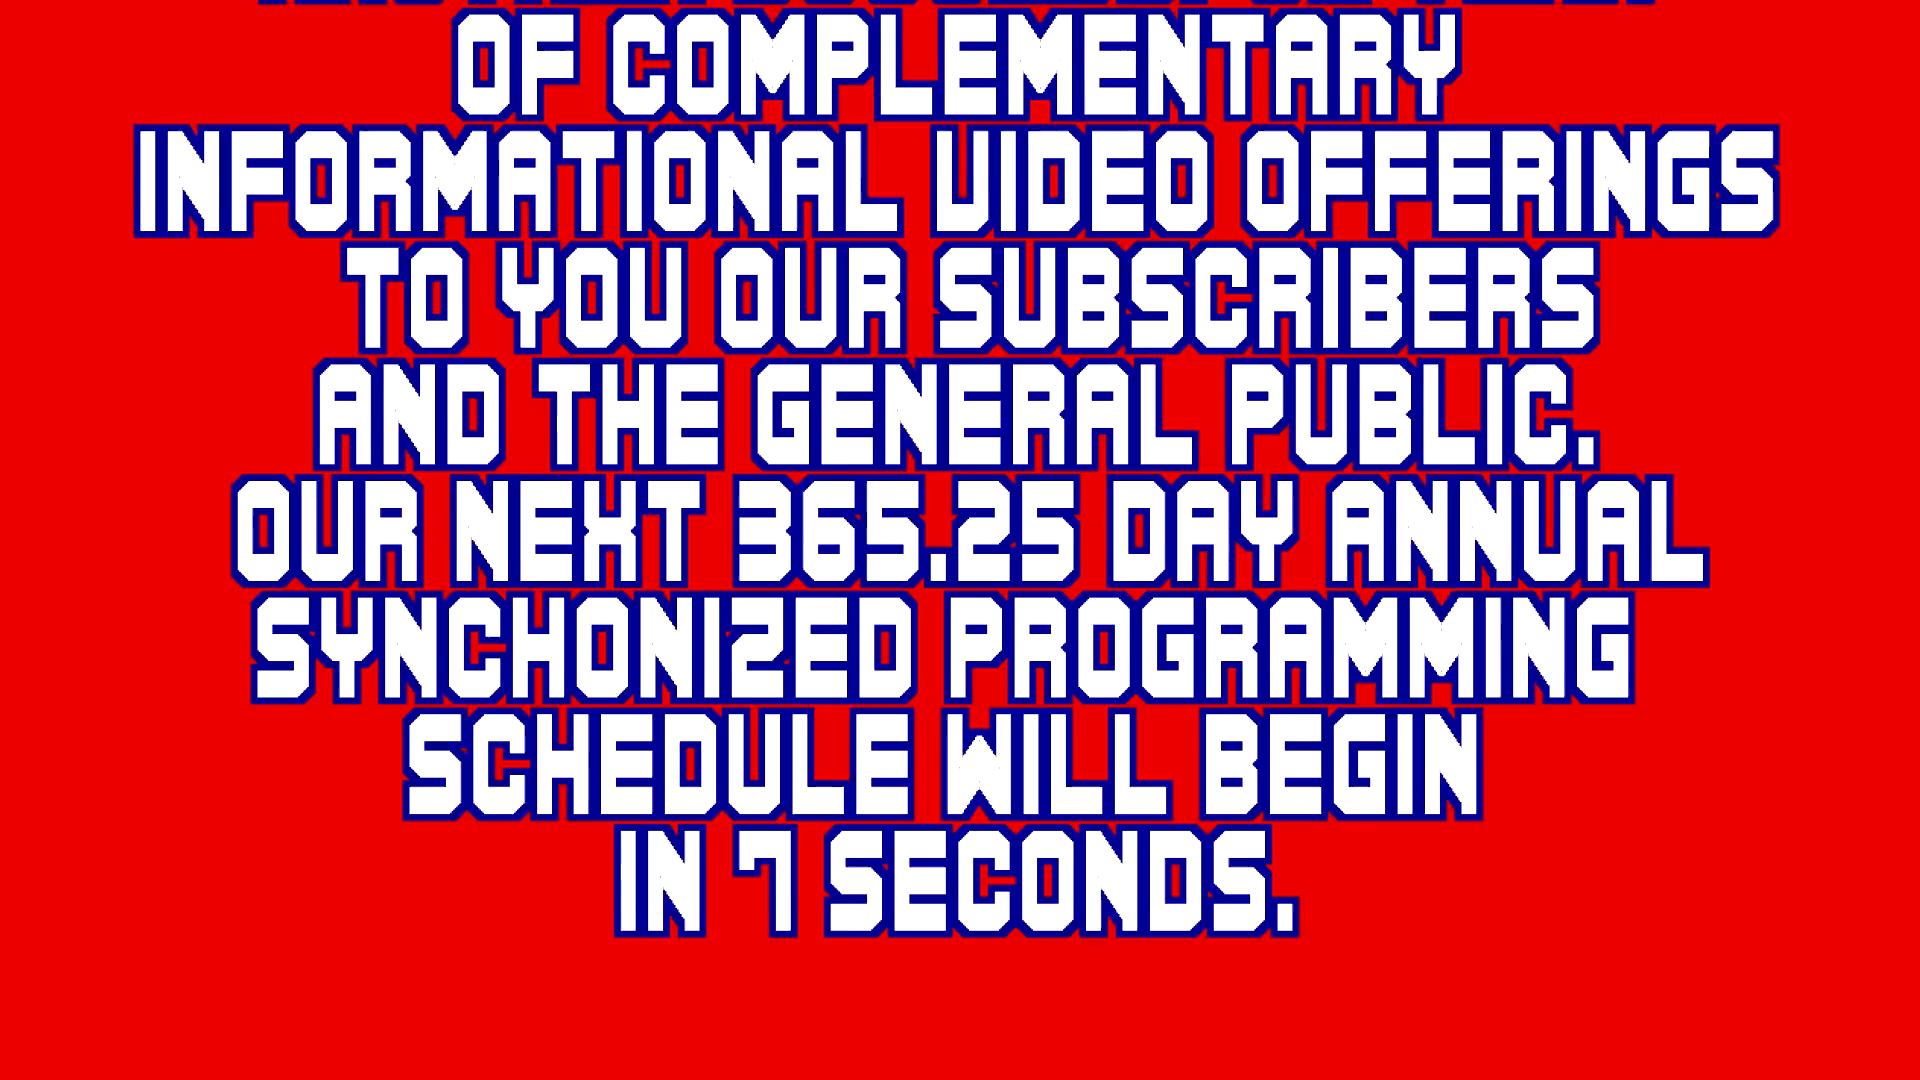 OF COMPLEMENTARY
INFORMATIONAL VIDEO OFFERINGS
TO YOU OUR SUBSCRIBERS
AND THE GENERAL PUBLIC.
OUR NEXT 365.25 DAY ANNUAL
SYNCHONIZED PROGRAMMING
SCHEDULE WILL BEGIN
IN 7 SECONDS.